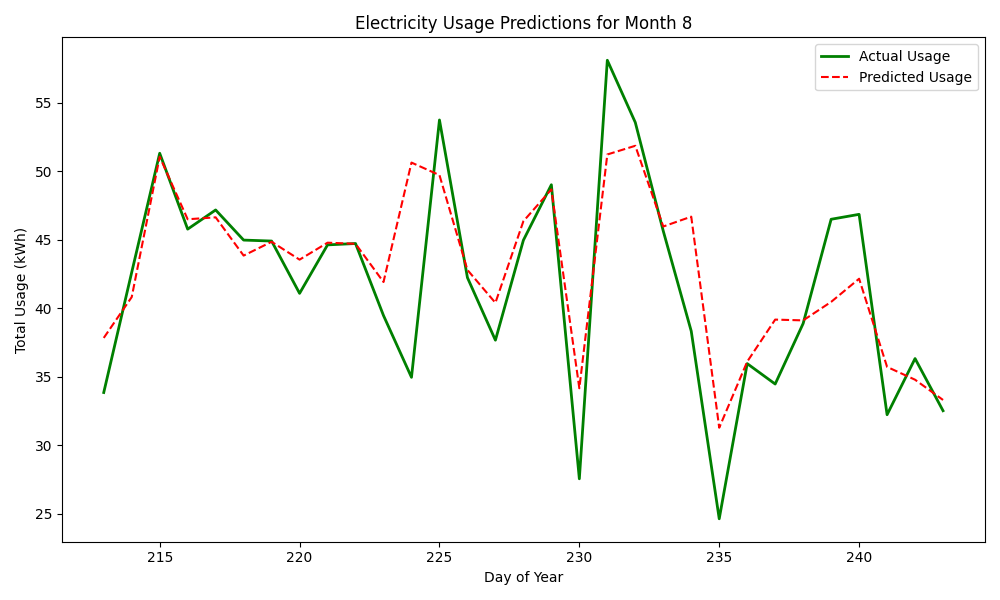 Electricity Usage Predictions for Month 8
Actual Usage
Predicted Usage
55
50
45
40
35
30
25
Total Usage (kWh)
215
220
225
230
235
240
Day of Year